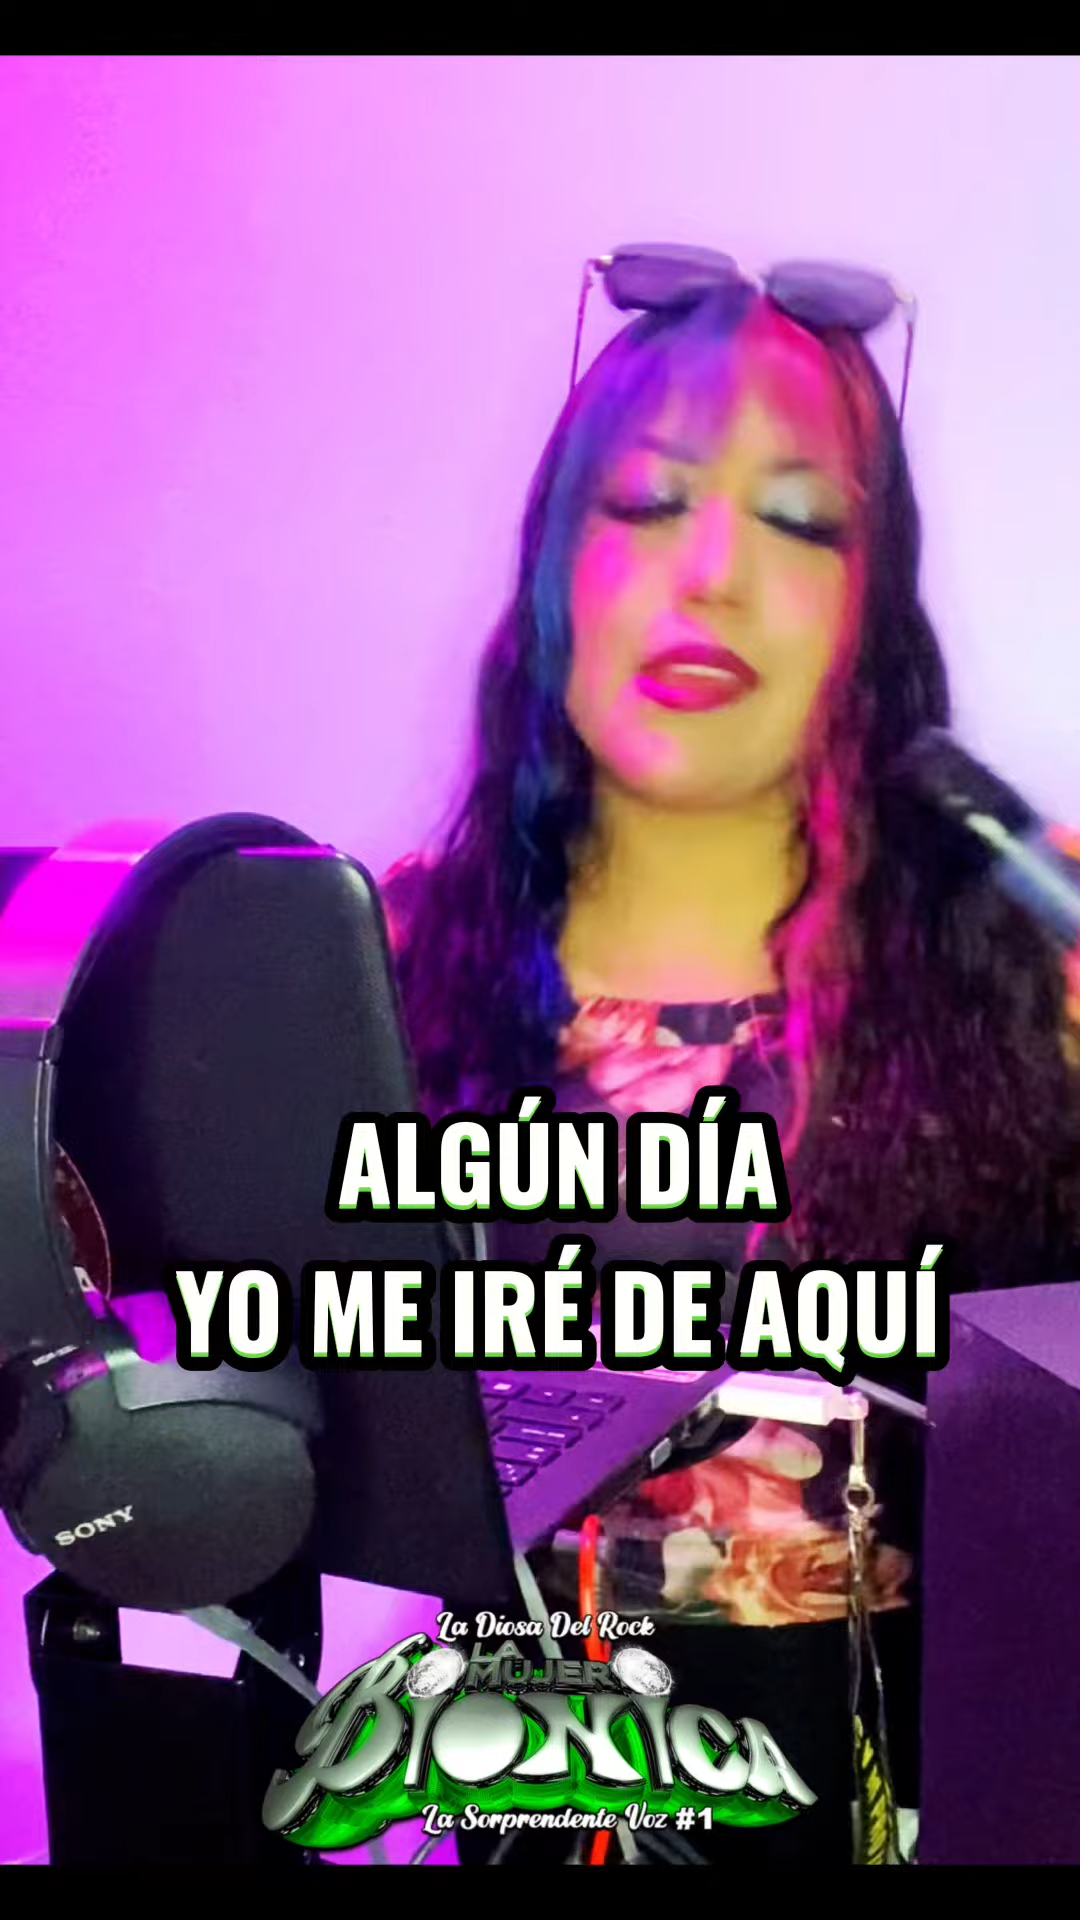 ALGÚN DÍA
YO ME IRÉ DE AQUÍ
SONY
La Diosa Del Rock
LA
MUJER
BIONICA
La Sorprendente Voz #1